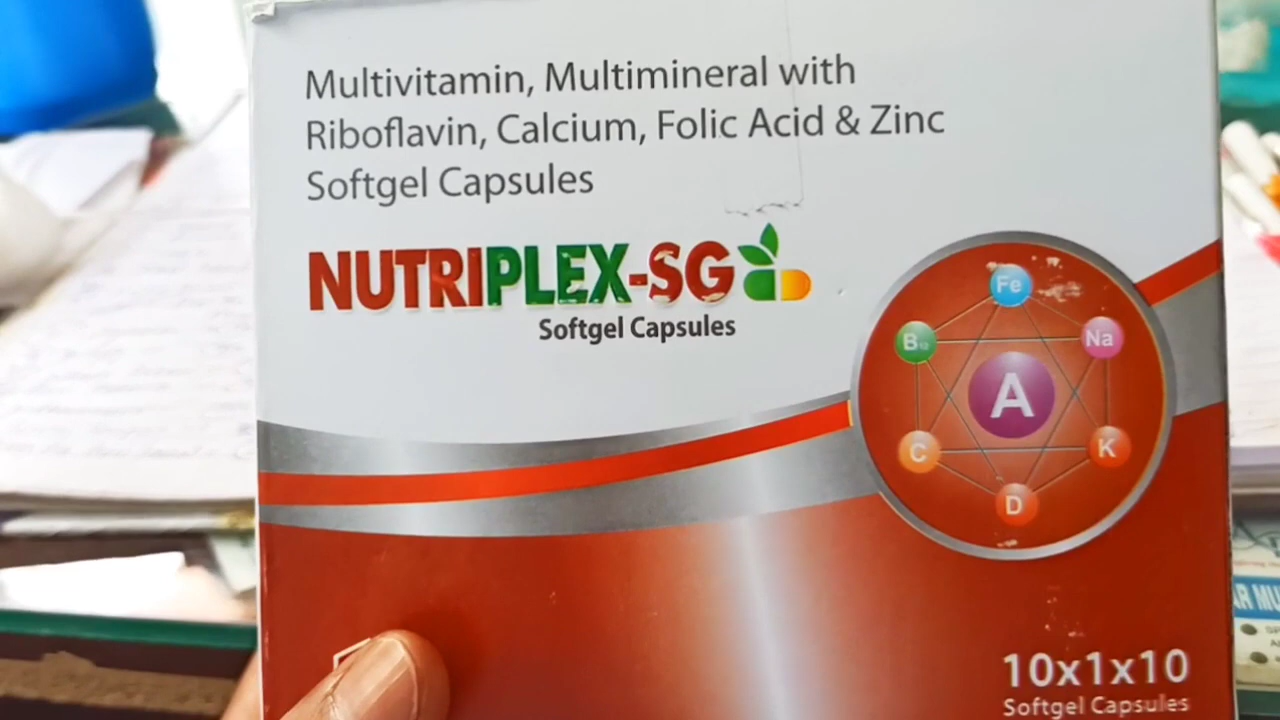 Multivitamin, Multimineral with
Riboflavin, Calcium, Folic Acid & Zinc
Softgel Capsules
NUTRIPLEX-SG
Softgel Capsules
Fe
B12
Na
A
C
K
D
10x1x10
Softgel Capsules